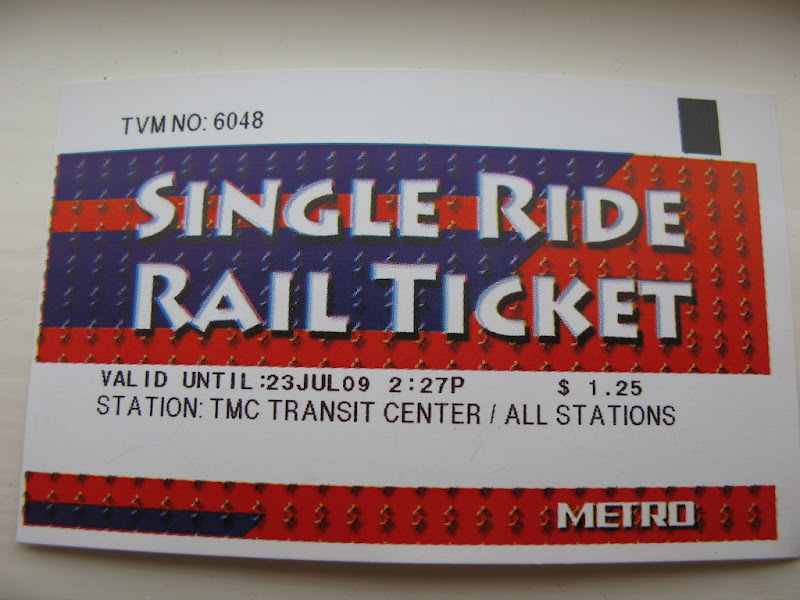 TVM NO: 6048
SINGLE RIDE
RAIL TICKET
VALID UNTIL:23JUL09 2:27P $ 1.25
STATION: TMC TRANSIT CENTER / ALL STATIONS
METRO